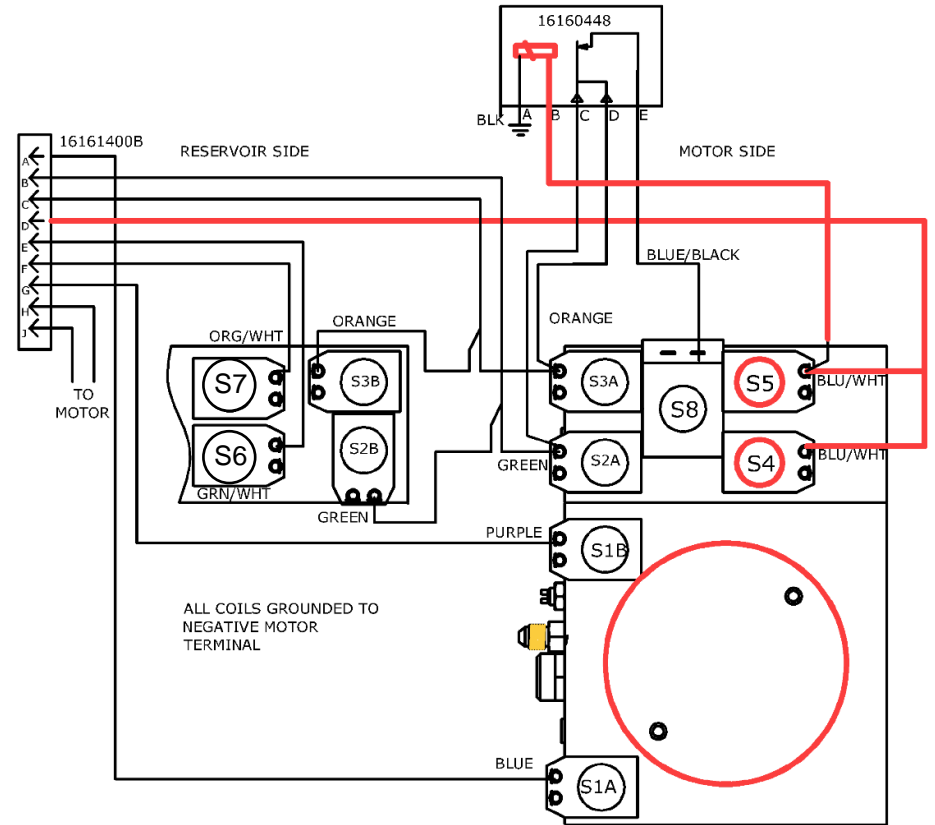 16160448
BLK
A
B
C
D
E
16161400B
RESERVOIR SIDE
MOTOR SIDE
A
B
C
D
E
F
G
H
J
BLUE/BLACK
ORANGE
ORANGE
ORG/WHT
TO
MOTOR
S7
S3B
S3A
S8
S5
BLU/WHT
S6
S2B
S2A
S4
GREEN
BLU/WHT
GRN/WHT
GREEN
PURPLE
S1B
ALL COILS GROUNDED TO
NEGATIVE MOTOR
TERMINAL
BLUE
S1A